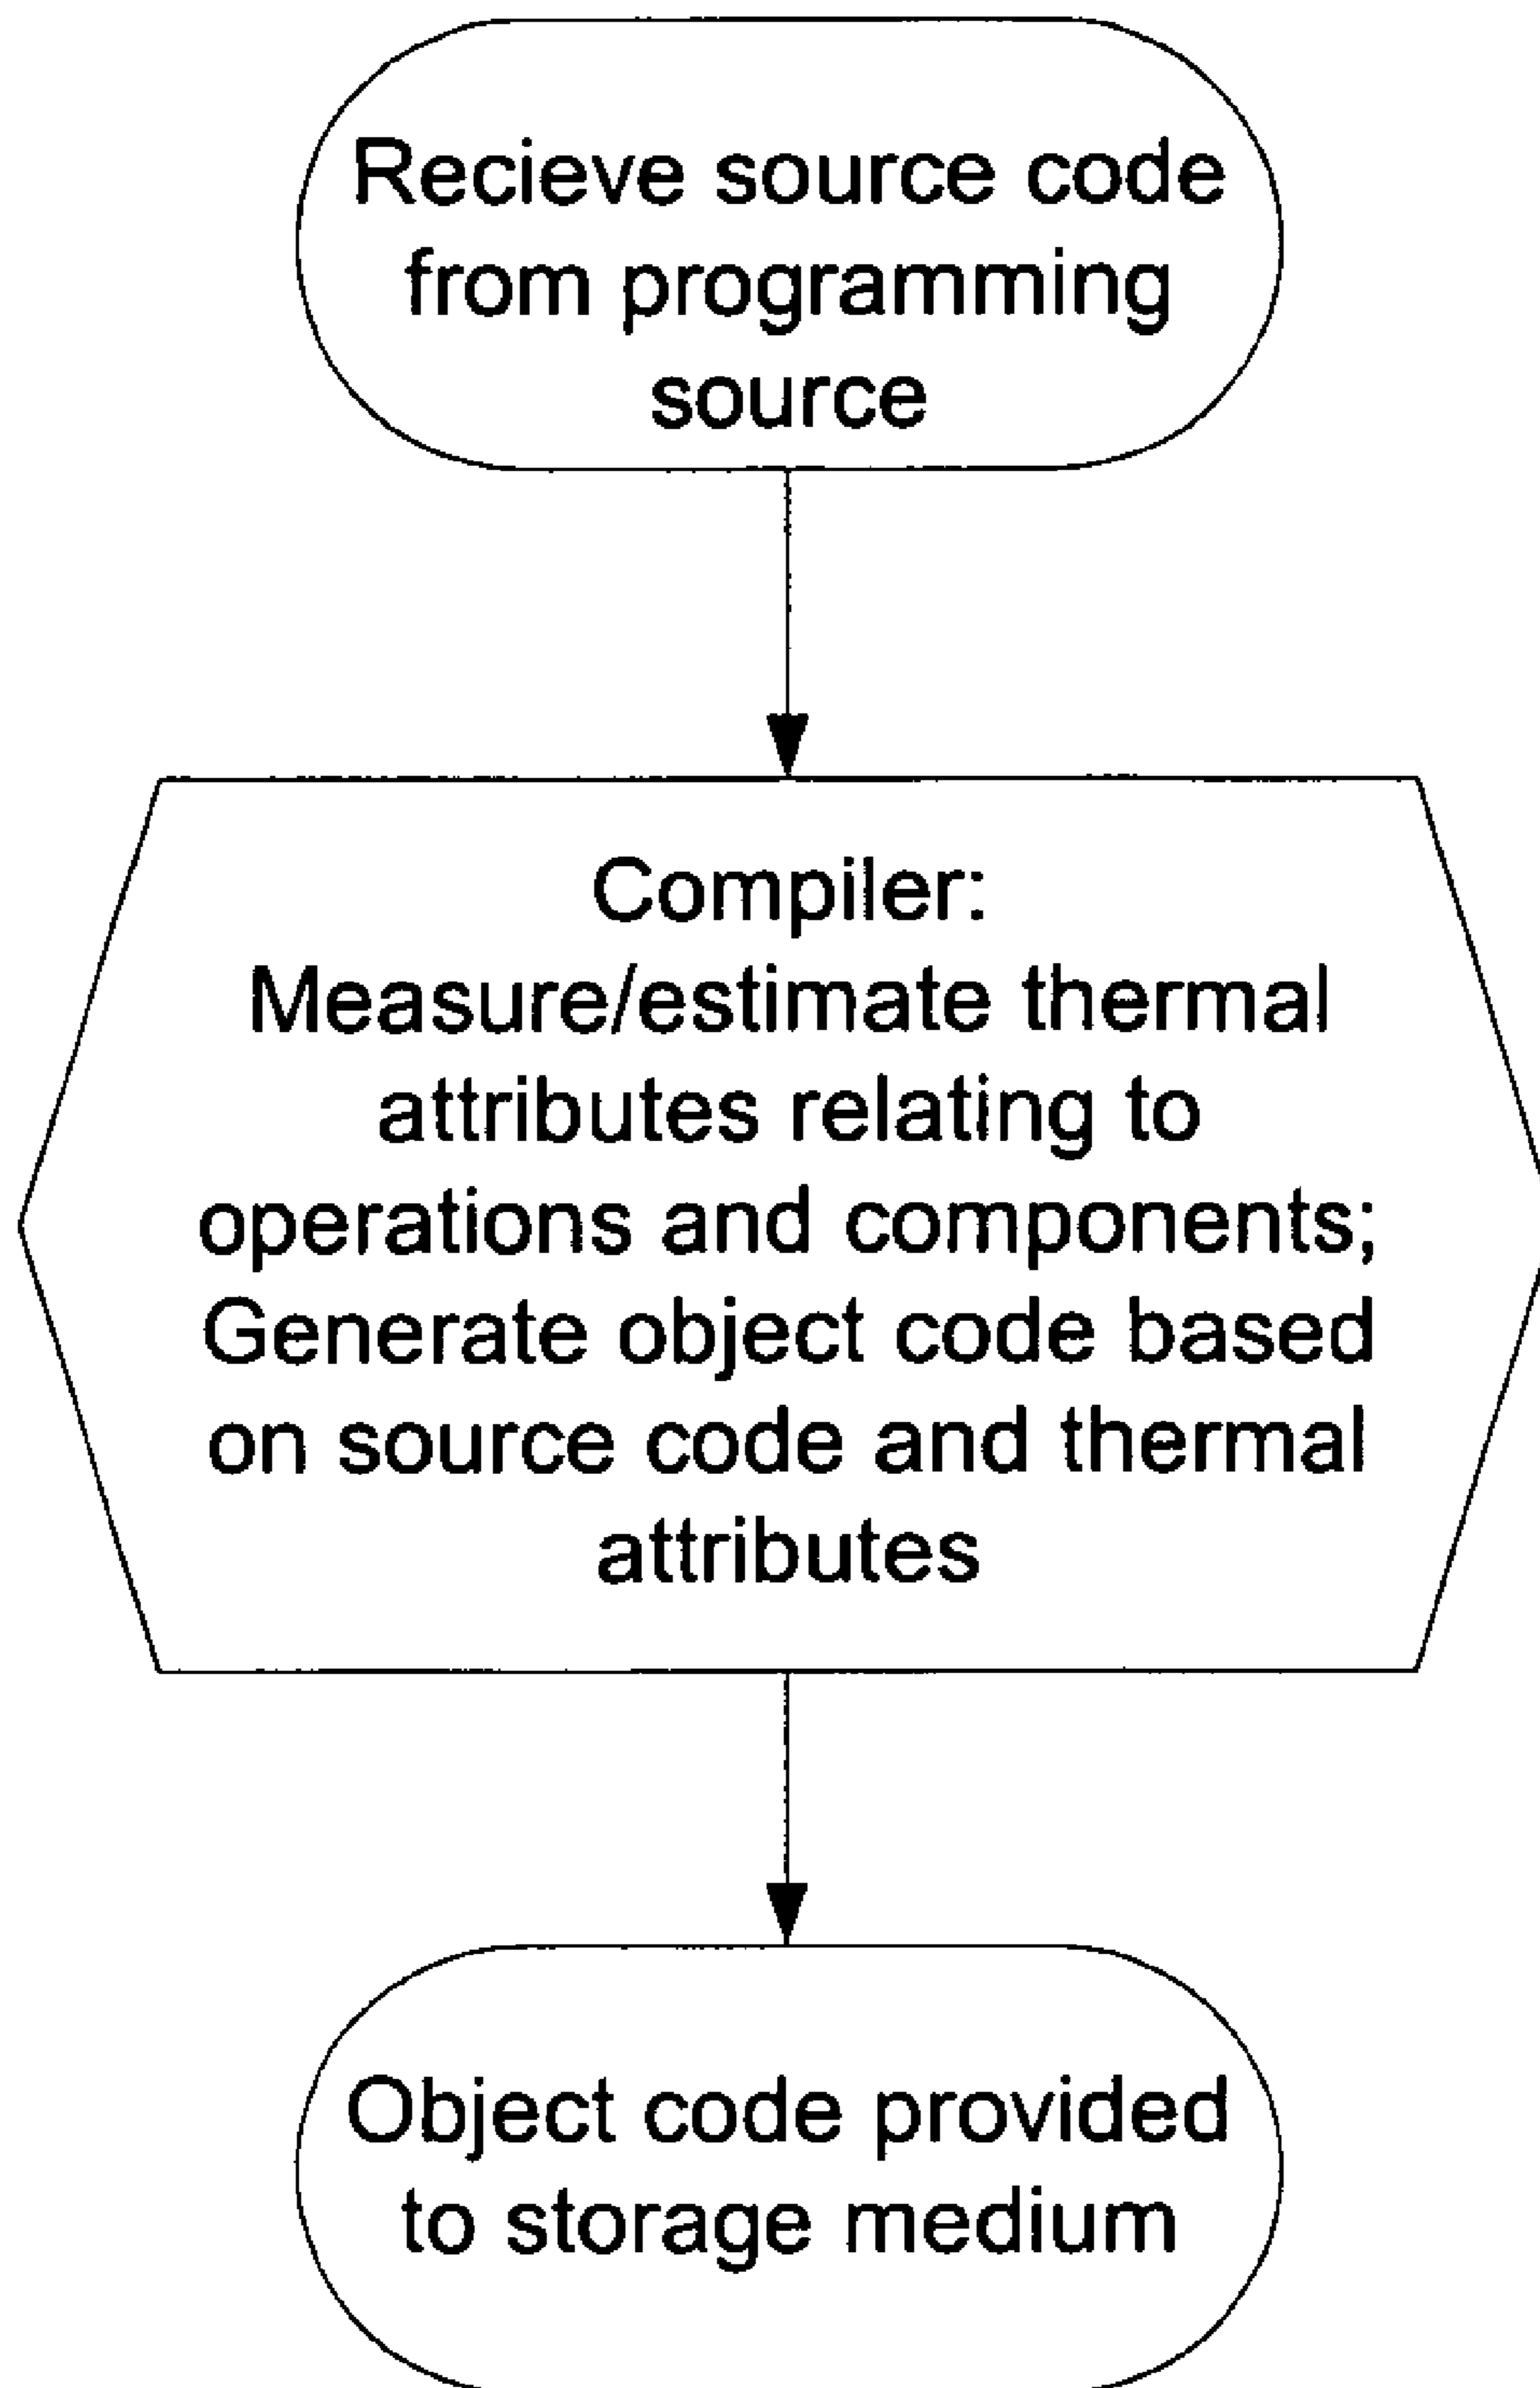 Recieve source code
from programming
source
Compiler:
Measure/estimate thermal
attributes relating to
operations and components;
Generate object code based
on source code and thermal
attributes
Object code provided
to storage medium